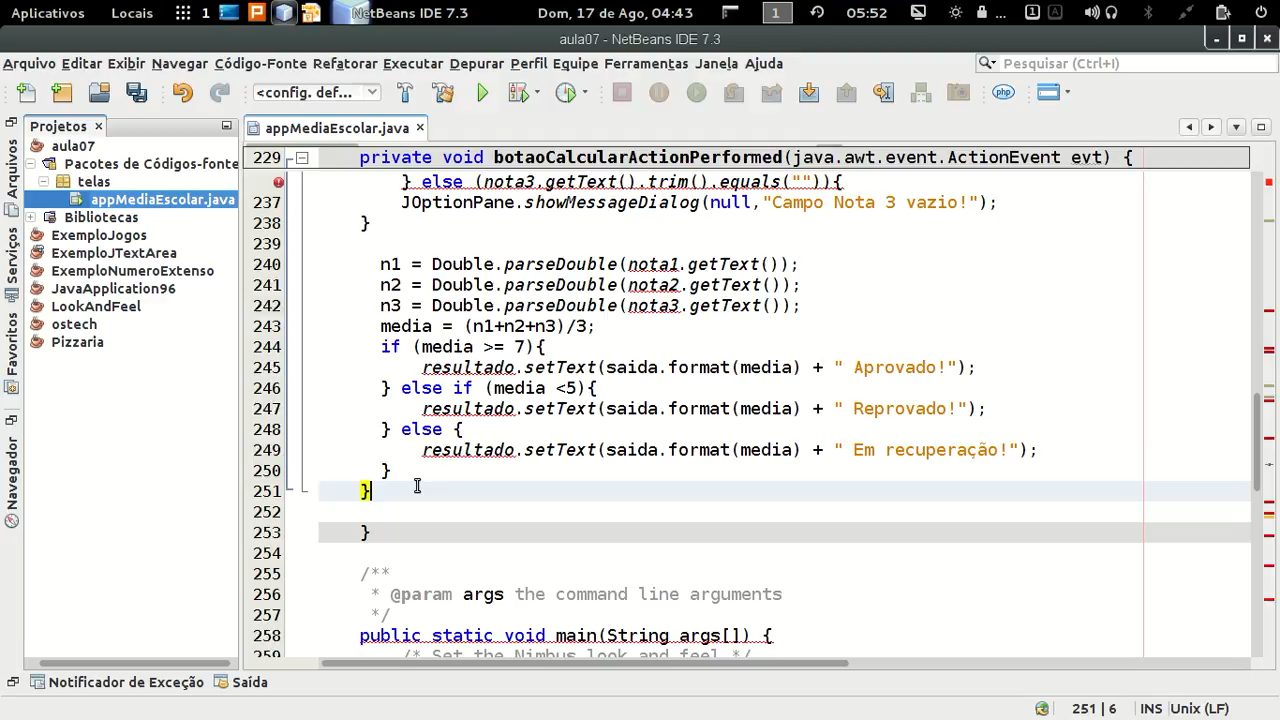 Aplicativos Locais 1 NetBeans IDE 7.3 Dom, 17 de Ago, 04:43 1 05:52 ... 1 A
aula07 - NetBeans IDE 7.3
Arquivo Editar Exibir Navegar Código-Fonte Refatorar Executar Depurar Perfil Equipe Ferramentas Janela Ajuda Pesquisar (Ctrl+I)
<config. def... php
Projetos × appMediaEscolar.java ×
aula07
Pacotes de Códigos-fonte
telas
appMediaEscolar.java
Bibliotecas
ExemploJogos
ExemploJTextArea
ExemploNumeroExtenso
JavaApplication96
LookAndFeel
ostech
Pizzaria
Arquivos
Serviços
Favoritos
Navegador
229 private void botaoCalcularActionPerformed(java.awt.event.ActionEvent evt) {
} else (nota3.getText().trim().equals("")){
237 JOptionPane.showMessageDialog(null,"Campo Nota 3 vazio!");
238 }
239
240 n1 = Double.parseDouble(nota1.getText());
241 n2 = Double.parseDouble(nota2.getText());
242 n3 = Double.parseDouble(nota3.getText());
243 media = (n1+n2+n3)/3;
244 if (media >= 7){
245 resultado.setText(saida.format(media) + " Aprovado!");
246 } else if (media <5){
247 resultado.setText(saida.format(media) + " Reprovado!");
248 } else {
249 resultado.setText(saida.format(media) + " Em recuperação!");
250 }
251 }
252
253 }
254
255 /**
256 * @param args the command line arguments
257 */
258 public static void main(String args[]) {
259 /* Set the Nimbus look and feel */
Notificador de Exceção Saída
251 | 6 INS Unix (LF)